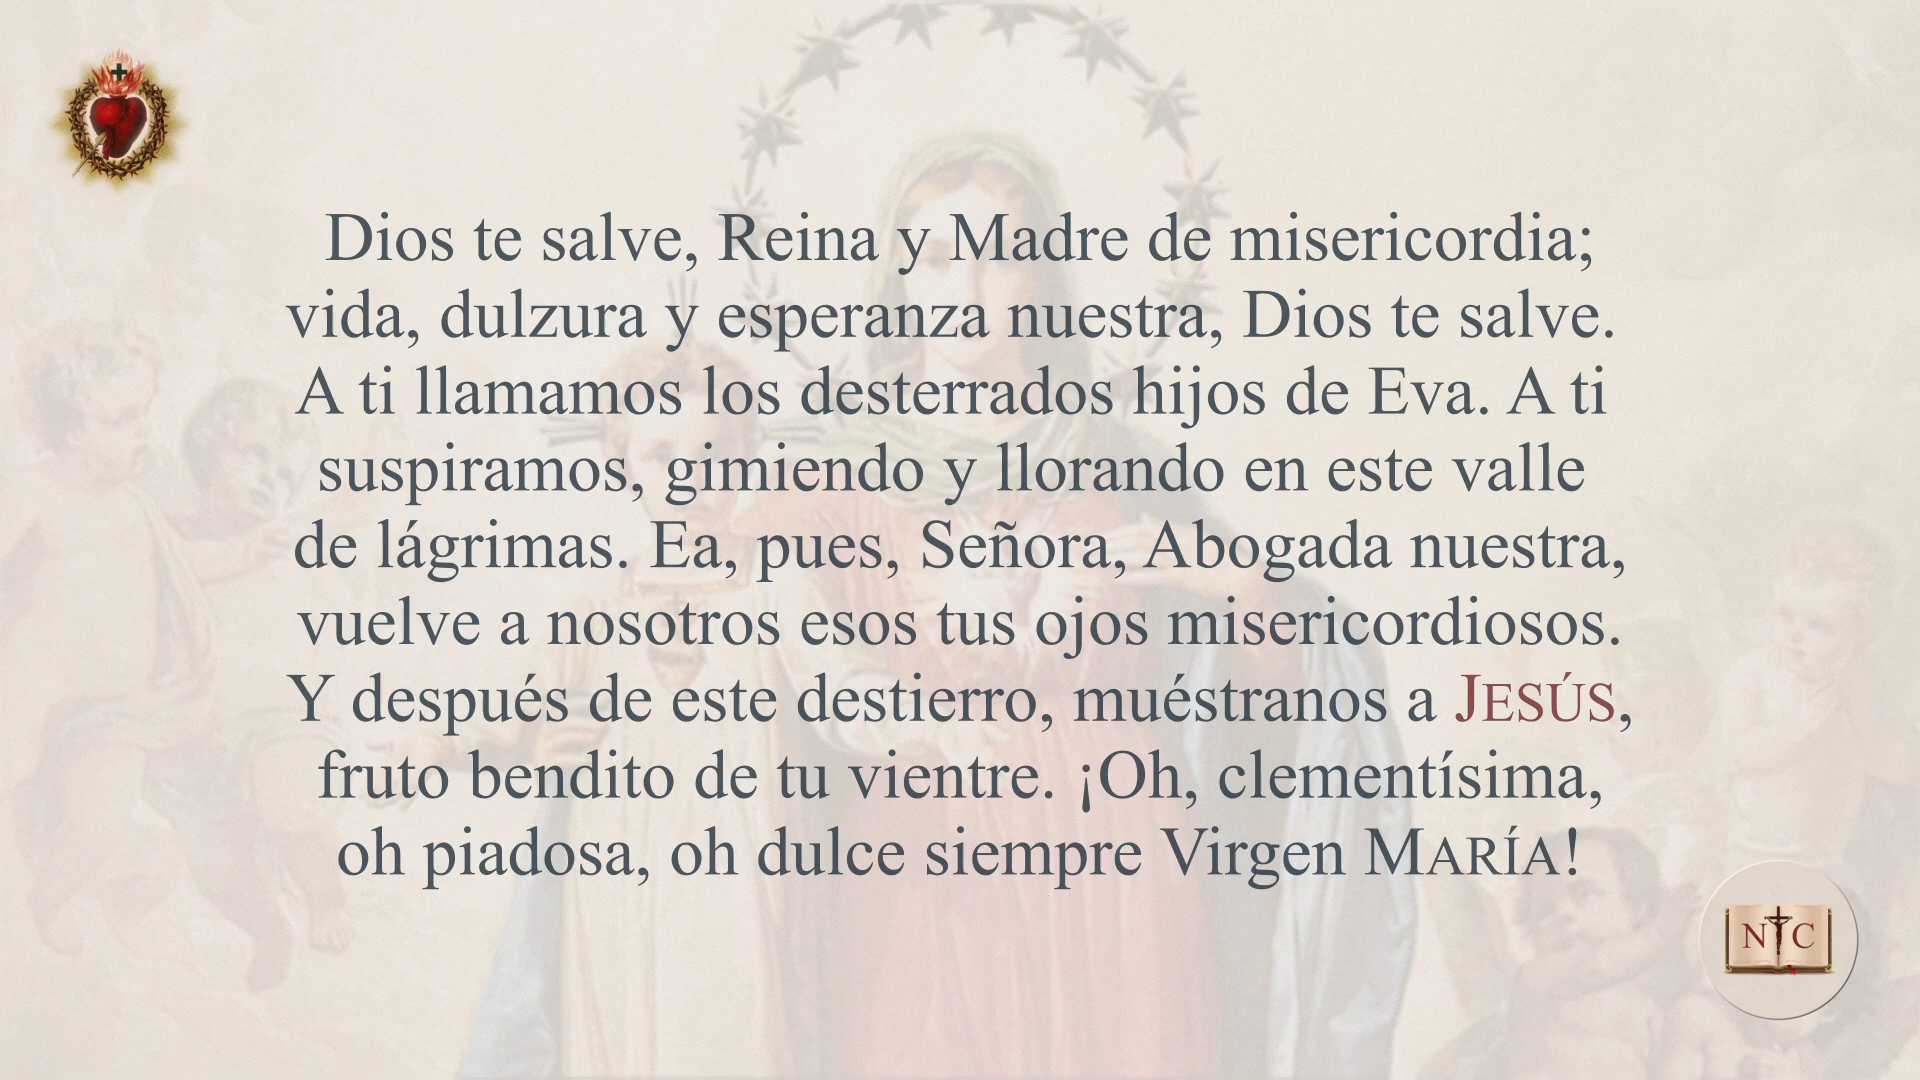 Dios te salve, Reina y Madre de misericordia;
vida, dulzura y esperanza nuestra, Dios te salve.
A ti llamamos los desterrados hijos de Eva. A ti
suspiramos, gimiendo y llorando en este valle
de lágrimas. Ea, pues, Señora, Abogada nuestra,
vuelve a nosotros esos tus ojos misericordiosos.
Y después de este destierro, muéstranos a JESÚS,
fruto bendito de tu vientre. ¡Oh, clementísima,
oh piadosa, oh dulce siempre Virgen MARÍA!
N C